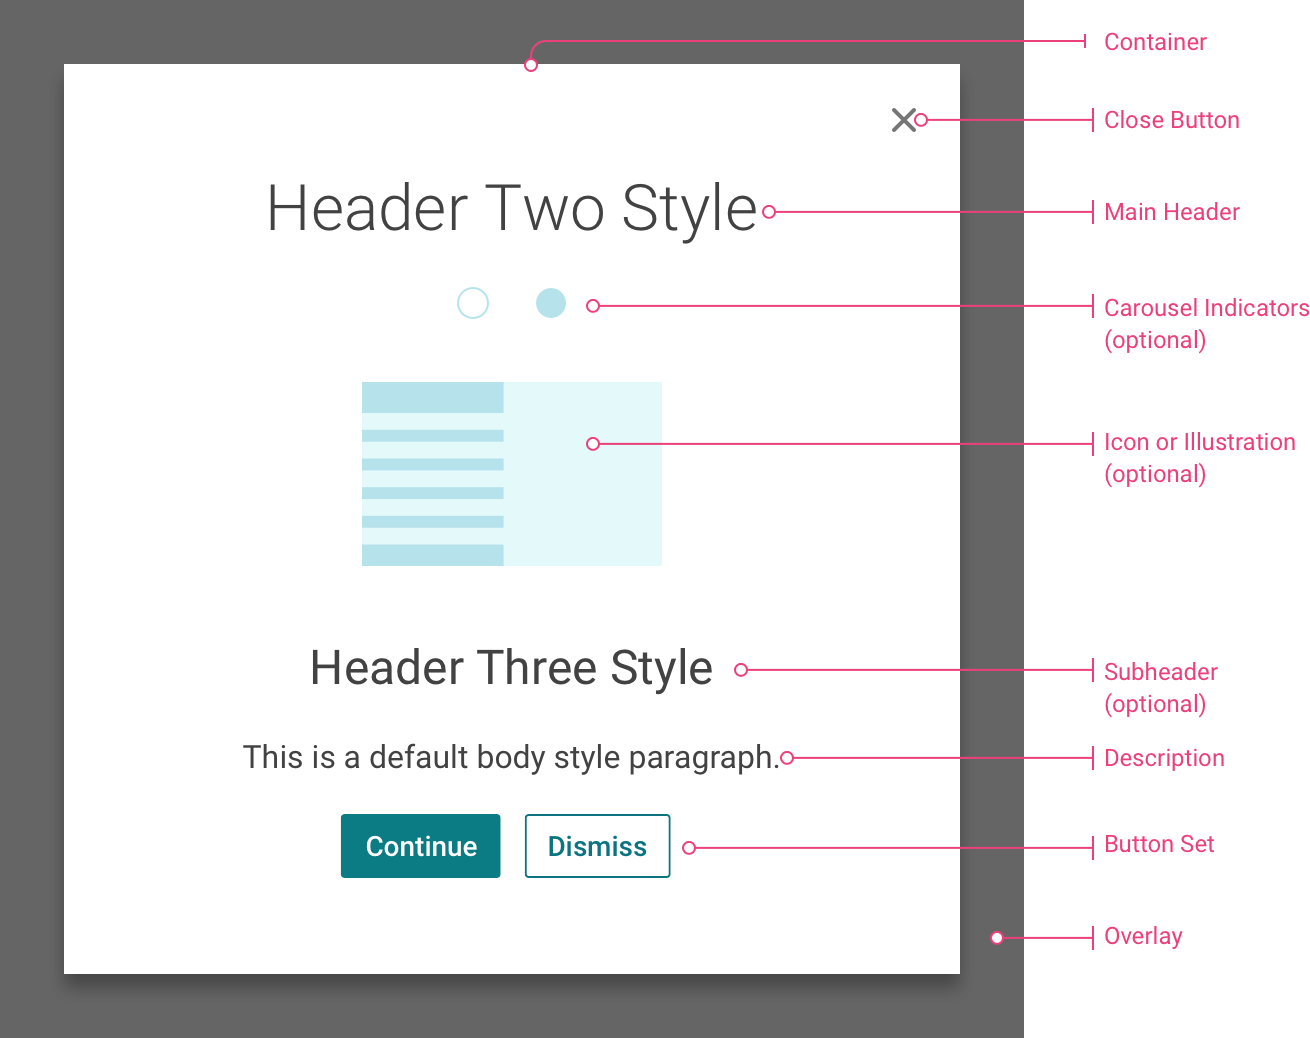 Container
Close Button
Header Two Style
Main Header
Carousel Indicators
(optional)
Icon or Illustration
(optional)
Header Three Style
Subheader
(optional)
This is a default body style paragraph.
Description
Continue
Dismiss
Button Set
Overlay